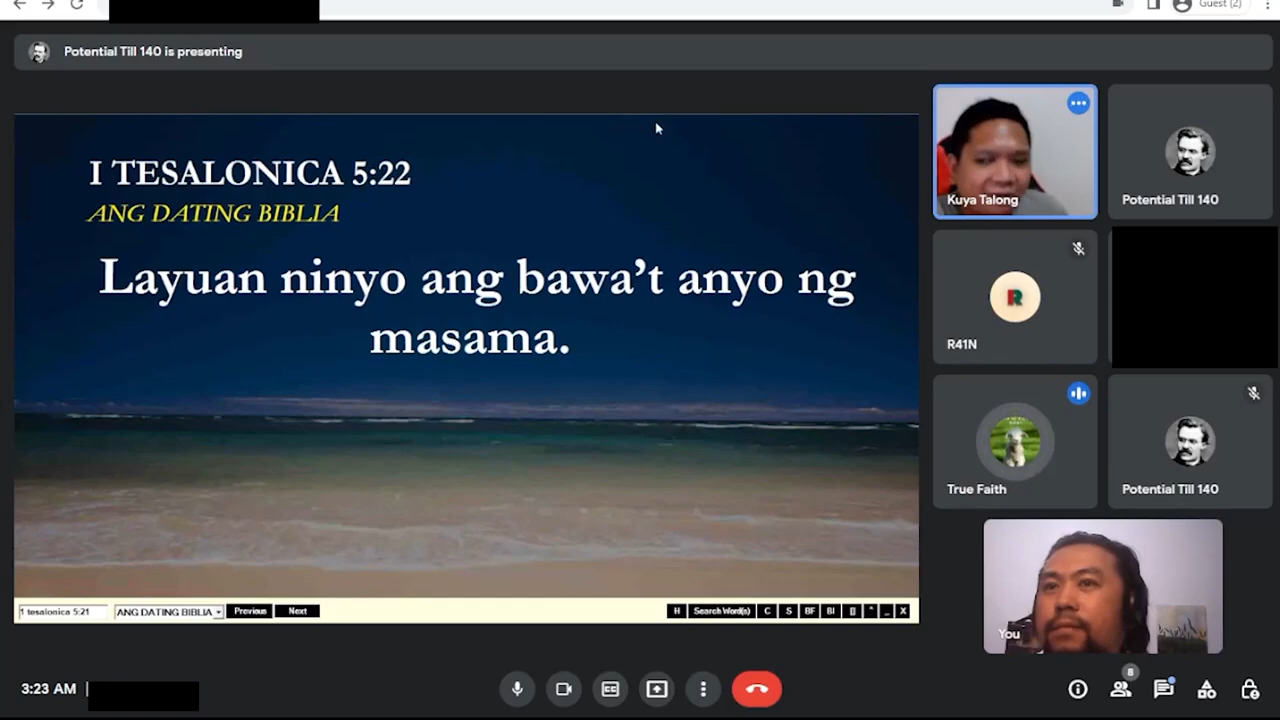 Guest (2)
Potential Till 140 is presenting
I TESALONICA 5:22
ANG DATING BIBLIA
Layuan ninyo ang bawa't anyo ng
masama.
1 tesalonica 5:21
ANG DATING BIBLIA
Previous
Next
H
Search Word(s)
C
S
BF
BI
[]
^
_
X
Kuya Talong
Potential Till 140
R
R41N
True Faith
Potential Till 140
You
3:23 AM
CC
8